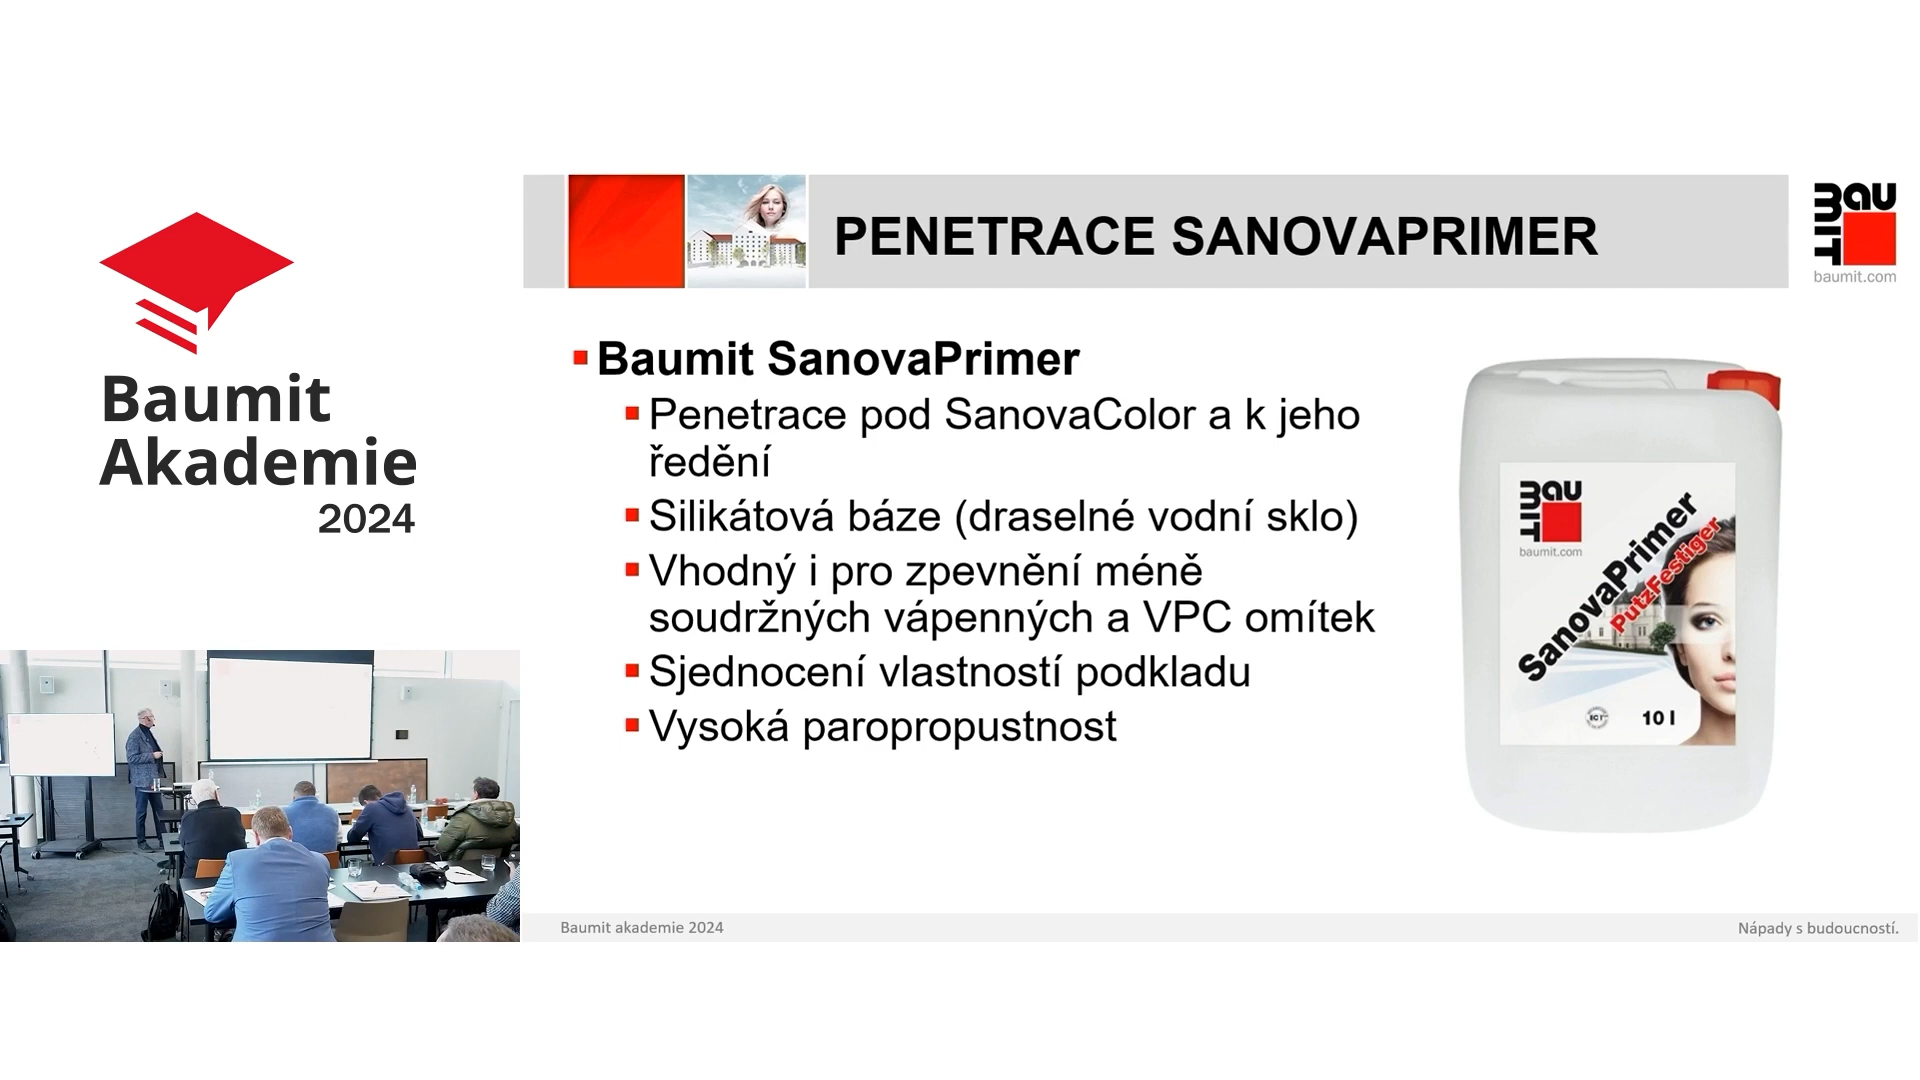 Baumit
Akademie
2024
PENETRACE SANOVAPRIMER
baumit.com
Baumit SanovaPrimer
Penetrace pod SanovaColor a k jeho
ředění
Silikátová báze (draselné vodní sklo)
Vhodný i pro zpevnění méně
soudržných vápenných a VPC omítek
Sjednocení vlastností podkladu
Vysoká paropropustnost
bauMIT
baumit.com
SanovaPrimer
PutzFestiger
10 l
Baumit akademie 2024
Nápady s budoucností.